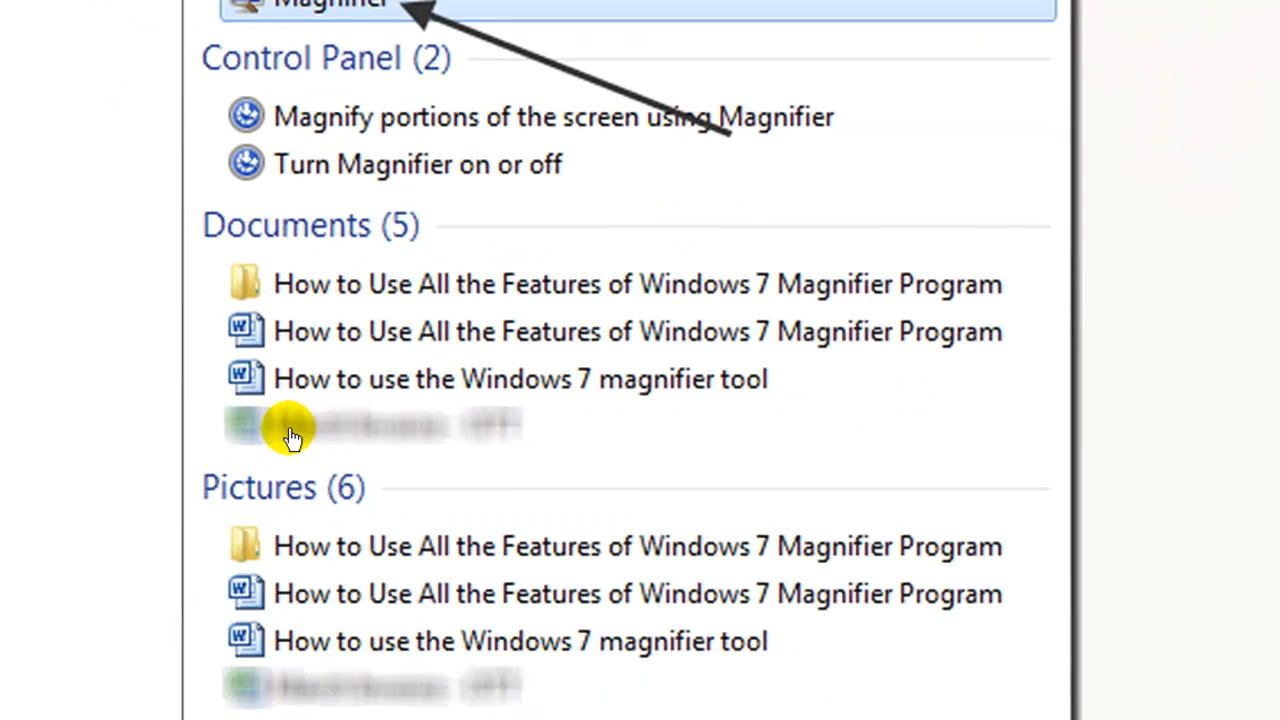 Magnifier
Control Panel (2)
Magnify portions of the screen using Magnifier
Turn Magnifier on or off
Documents (5)
How to Use All the Features of Windows 7 Magnifier Program
How to Use All the Features of Windows 7 Magnifier Program
How to use the Windows 7 magnifier tool
Pictures (6)
How to Use All the Features of Windows 7 Magnifier Program
How to Use All the Features of Windows 7 Magnifier Program
How to use the Windows 7 magnifier tool